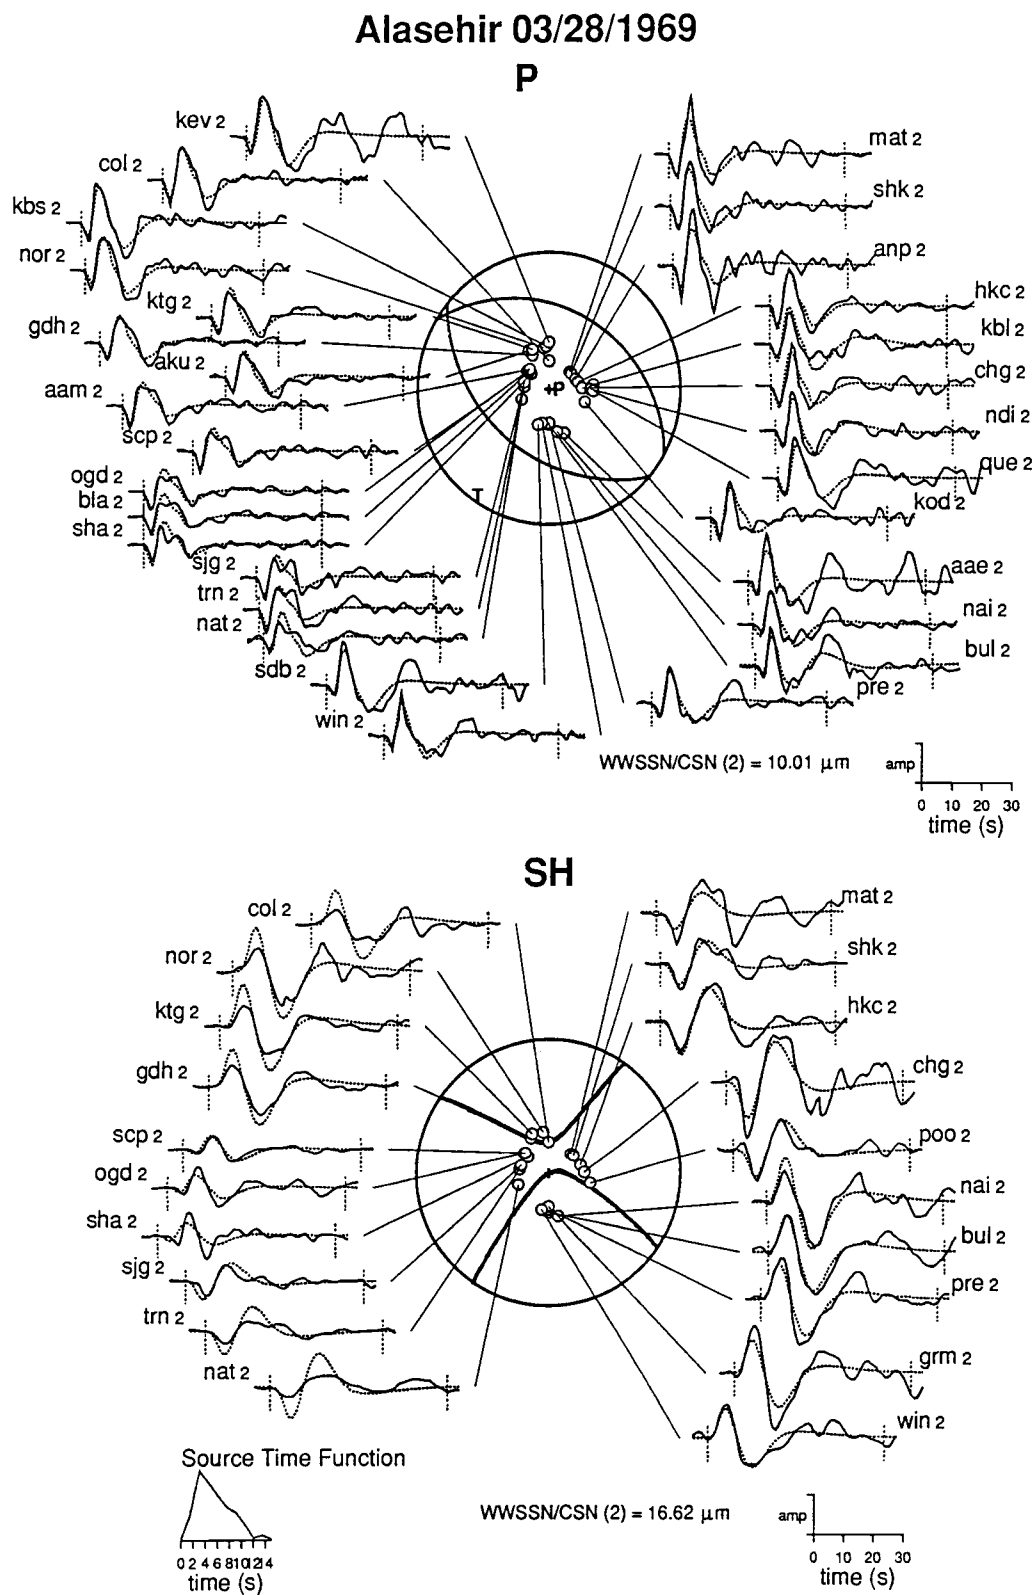 Alasehir 03/28/1969
P
kev 2
col 2
kbs 2
nor 2
ktg 2
gdh 2
aku 2
aam 2
scp 2
ogd 2
bla 2
sha 2
sjg 2
trn 2
nat 2
sdb 2
win 2
mat 2
shk 2
anp 2
hkc 2
kbl 2
chg 2
ndi 2
que 2
kod 2
aae 2
nai 2
bul 2
pre 2
P
T
WWSSN/CSN (2) = 10.01 μm
amp
0 10 20 30
time (s)
SH
col 2
nor 2
ktg 2
gdh 2
scp 2
ogd 2
sha 2
sjg 2
trn 2
nat 2
mat 2
shk 2
hkc 2
chg 2
poo 2
nai 2
bul 2
pre 2
grm 2
win 2
Source Time Function
0 2 4 6 8 10 12 14
time (s)
WWSSN/CSN (2) = 16.62 μm
amp
0 10 20 30
time (s)